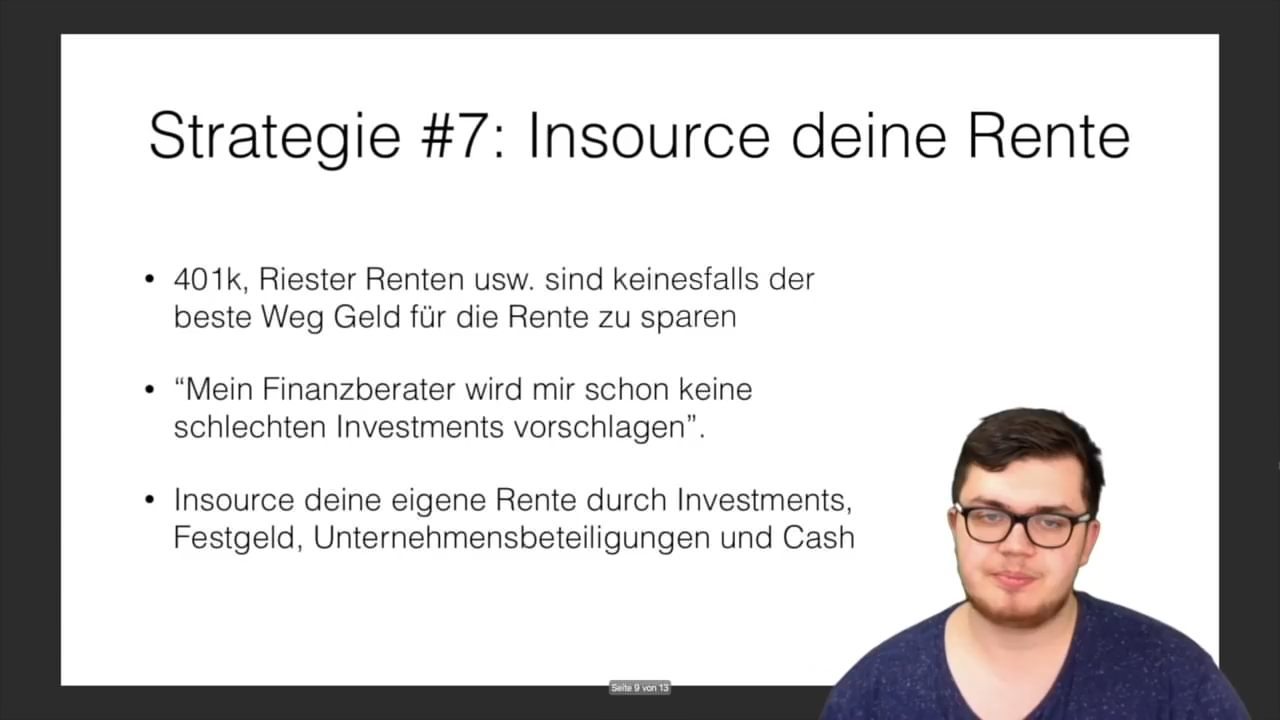 Strategie #7: Insource deine Rente
• 401k, Riester Renten usw. sind keinesfalls der
beste Weg Geld für die Rente zu sparen
• “Mein Finanzberater wird mir schon keine
schlechten Investments vorschlagen”.
• Insource deine eigene Rente durch Investments,
Festgeld, Unternehmensbeteiligungen und Cash
Seite 9 von 13